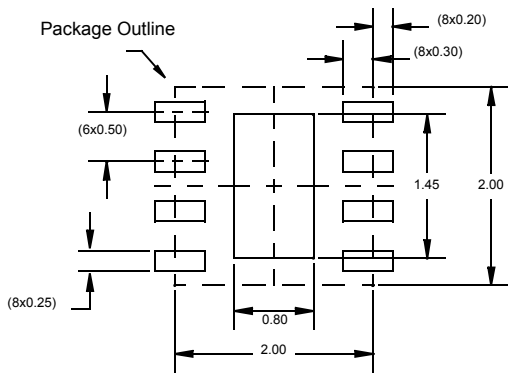 (8x0.20)
Package Outline
(8x0.30)
(6x0.50)
1.45
2.00
(8x0.25)
0.80
2.00